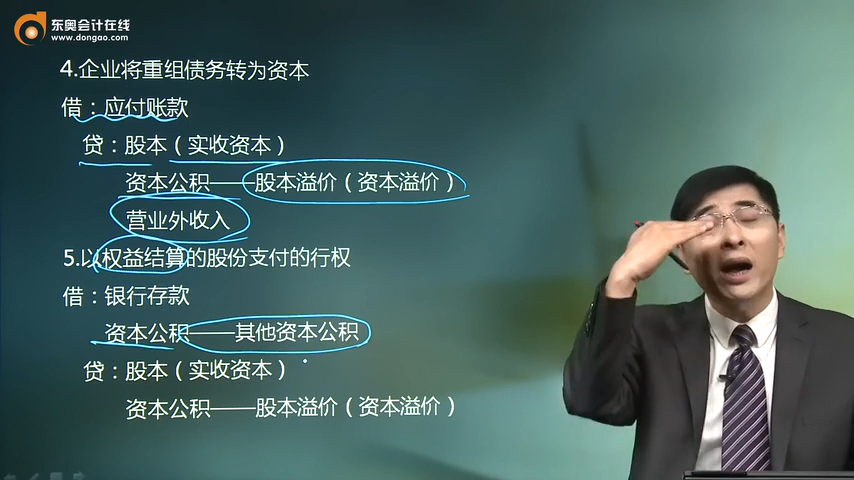 东奥会计在线
www.dongao.com
4.企业将重组债务转为资本
借：应付账款
贷：股本（实收资本）
资本公积——股本溢价（资本溢价）
营业外收入
5.以权益结算的股份支付的行权
借：银行存款
资本公积——其他资本公积
贷：股本（实收资本）
资本公积——股本溢价（资本溢价）